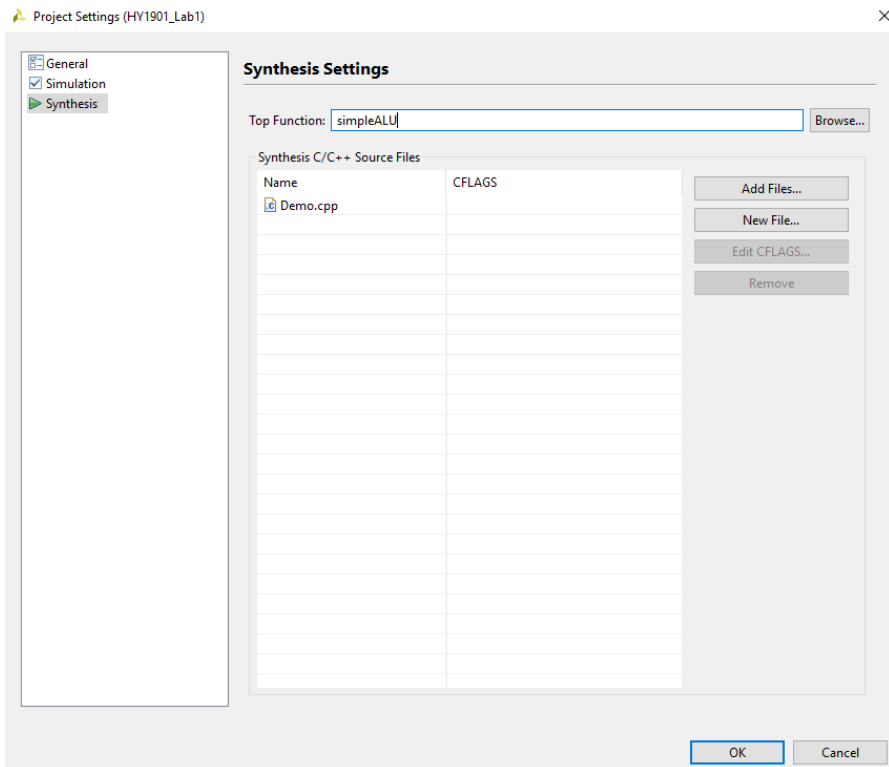 Project Settings (HY1901_Lab1)
General
Simulation
Synthesis
Synthesis Settings
Top Function: simpleALU Browse...
Synthesis C/C++ Source Files
Name CFLAGS
Demo.cpp
Add Files...
New File...
Edit CFLAGS...
Remove
OK Cancel